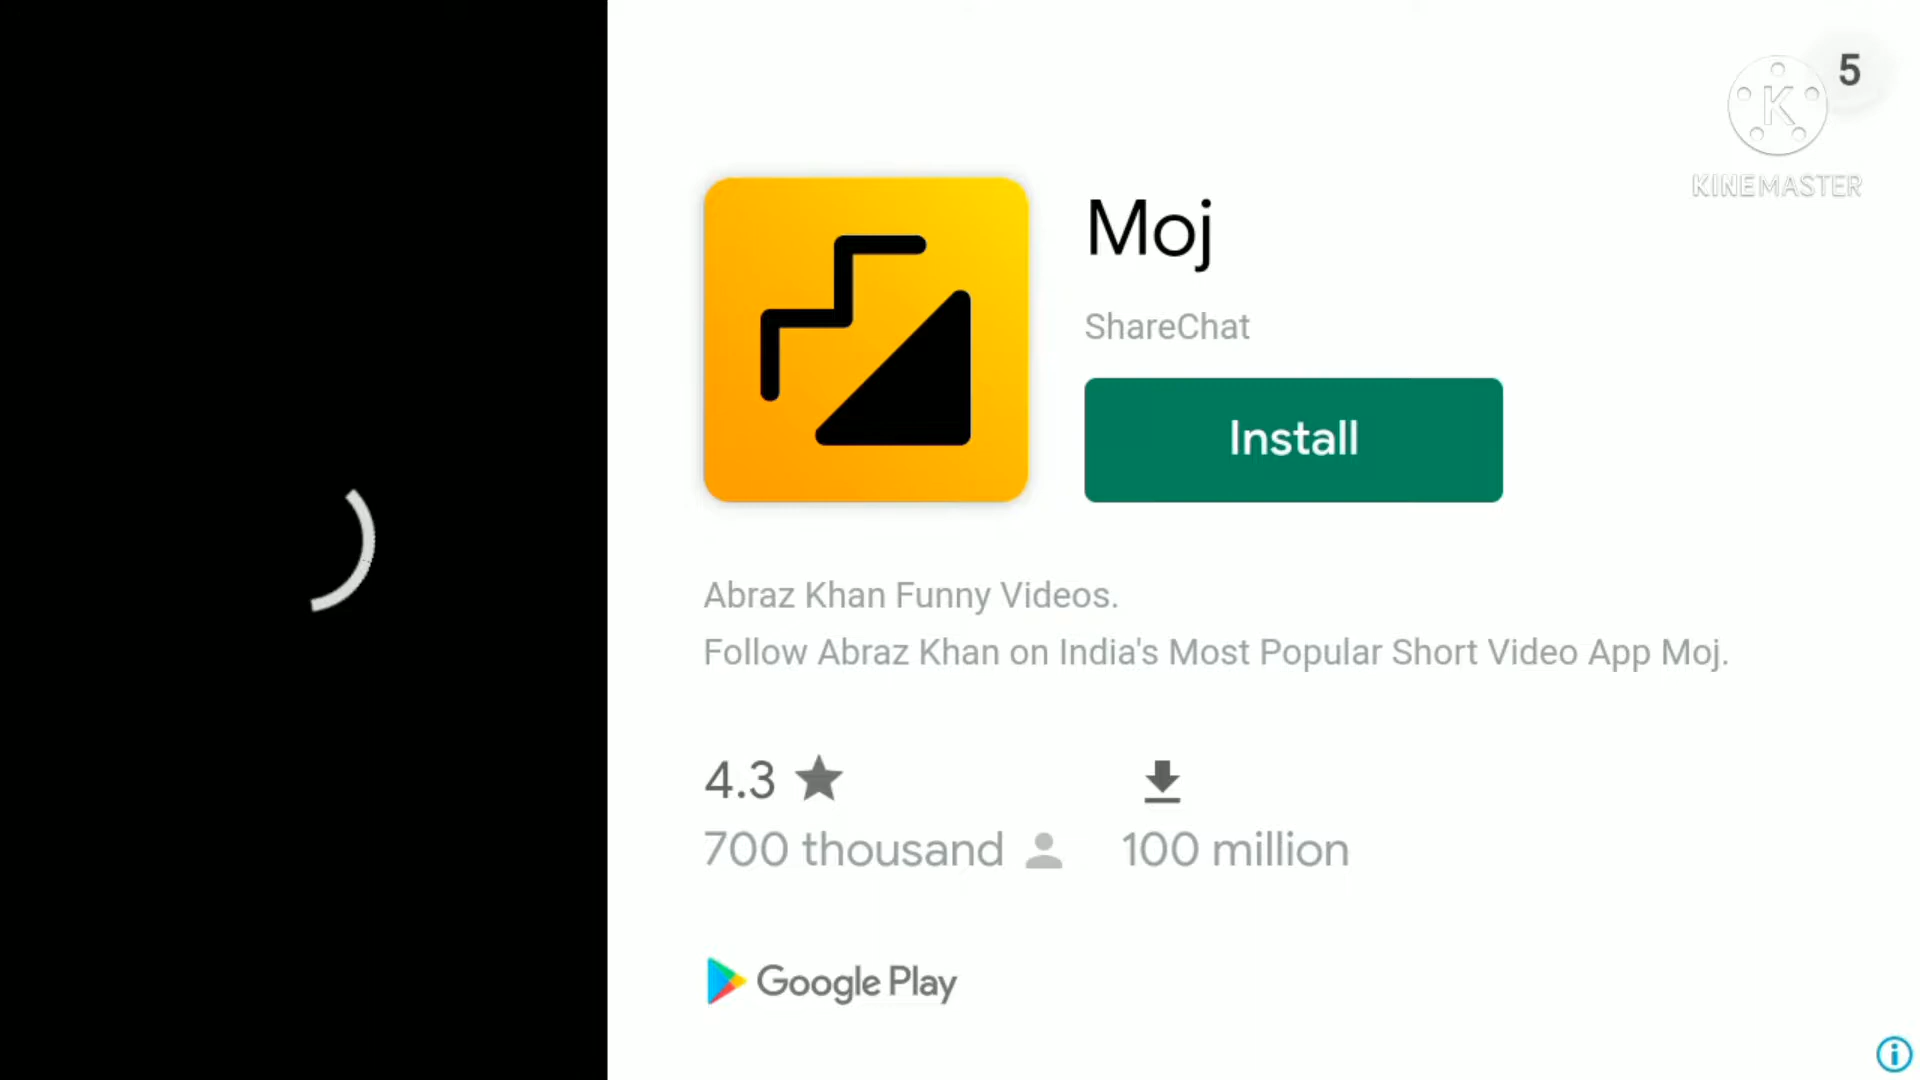 5
K
KINEMASTER
Moj
ShareChat
Install
Abraz Khan Funny Videos.
Follow Abraz Khan on India's Most Popular Short Video App Moj.
4.3
700 thousand
100 million
Google Play